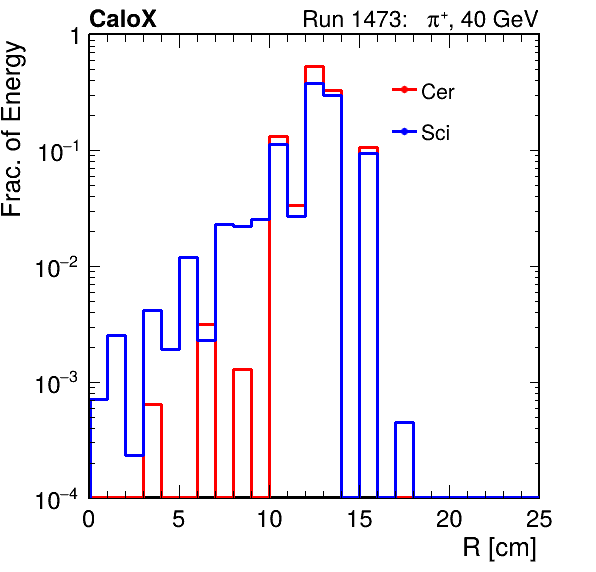 CaloX Run 1473: π⁺, 40 GeV
Frac. of Energy
1
10⁻¹
10⁻²
10⁻³
10⁻⁴
Cer
Sci
0 5 10 15 20 25
R [cm]